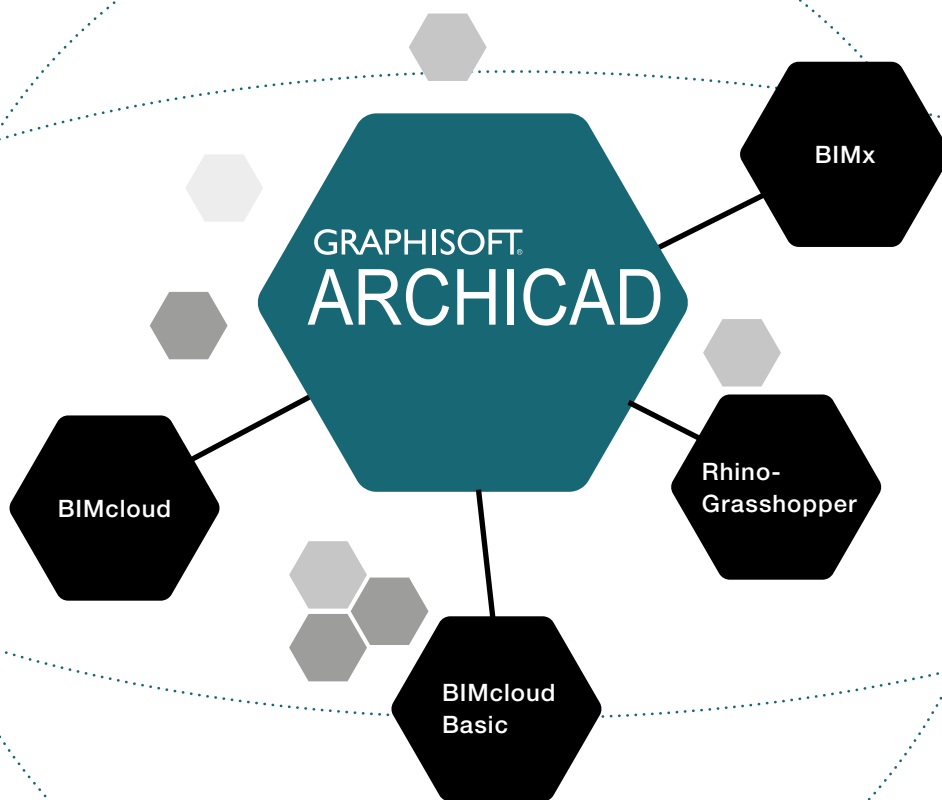 BIMx
GRAPHISOFT®
ARCHICAD
Rhino-
Grasshopper
BIMcloud
BIMcloud
Basic